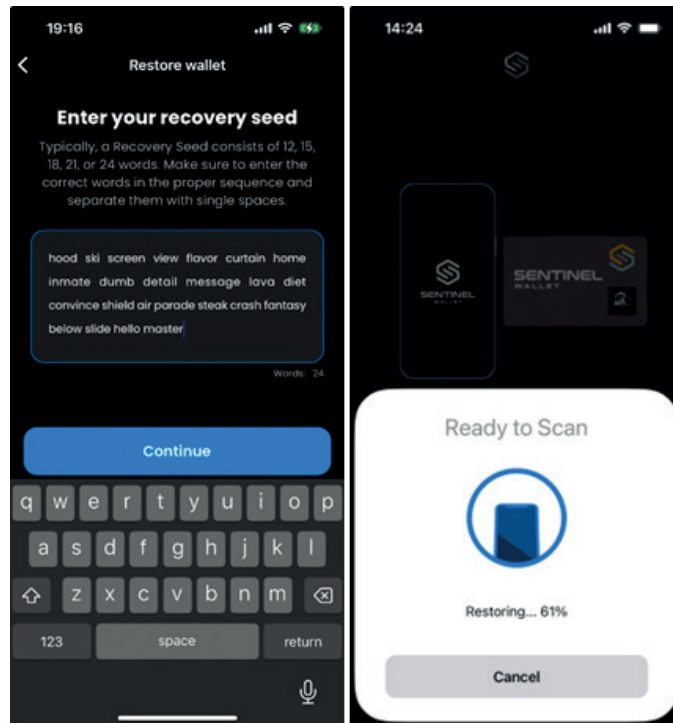 19:16
Restore wallet
Enter your recovery seed
Typically, a Recovery Seed consists of 12, 15,
18, 21, or 24 words. Make sure to enter the
correct words in the proper sequence and
separate them with single spaces.
hood ski screen view flavor curtain home
inmate dumb detail message lava diet
convince shield air parade steak crash fantasy
below slide hello master
Words: 24
Continue
q w e r t y u i o p
a s d f g h j k l
z x c v b n m
123 space return
14:24
SENTINEL
WALLET
SENTINEL
WALLET
Ready to Scan
Restoring... 61%
Cancel